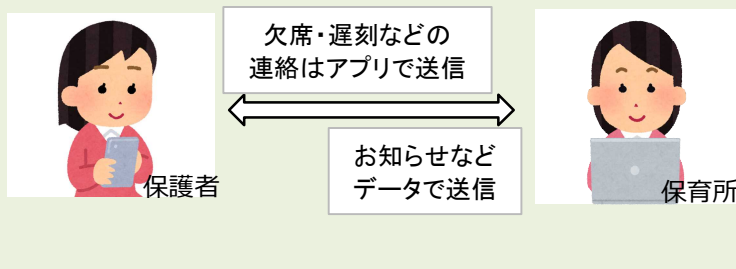 欠席・遅刻などの
連絡はアプリで送信
お知らせなど
データで送信
保護者
保育所